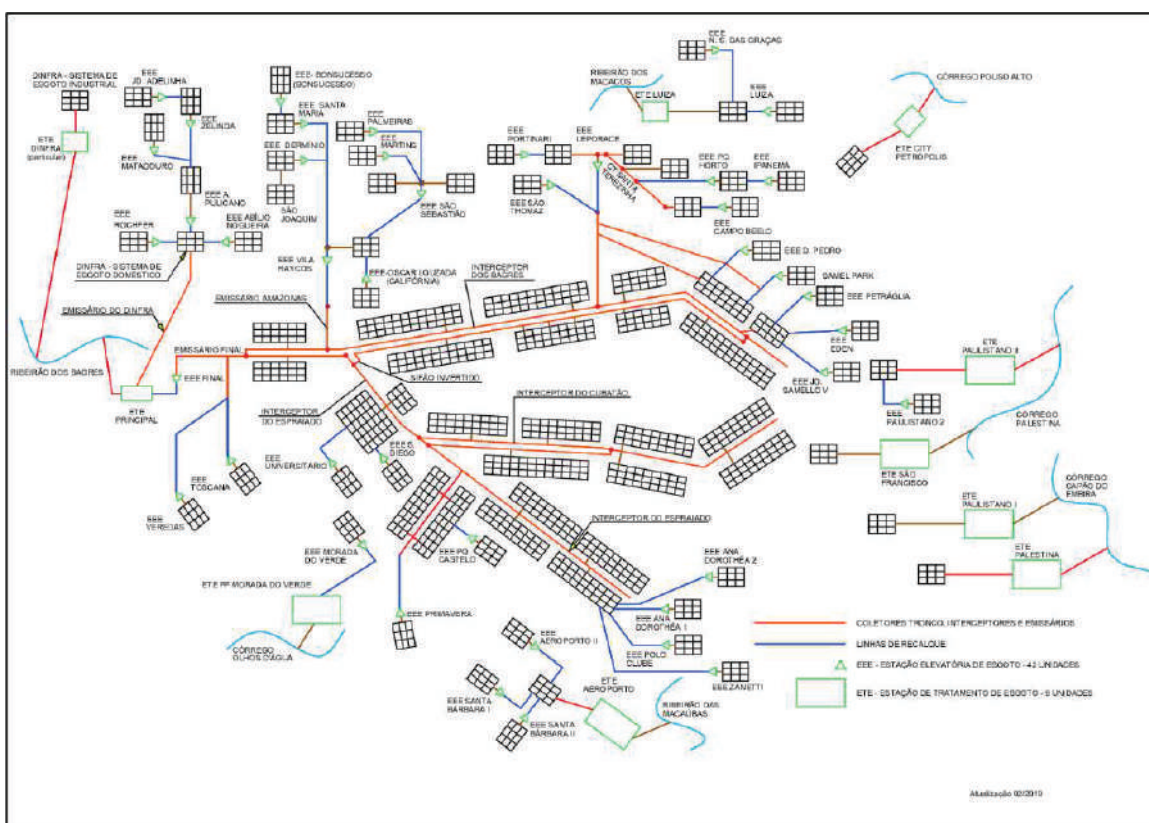 DINFRA - SISTEMA DE
ESGOTO INDUSTRIAL
EEE
JD. ADELINHA
EEE
ZELINDA
ETE
DINFRA
(particular)
EEE
MATADOURO
EEE A.
PULICANO
EEE
ROCHFER
EEE ABÍLIO
NOGUEIRA
DINFRA - SISTEMA DE
ESGOTO DOMÉSTICO
EMISSÁRIO DO DINFRA
RIBEIRÃO DOS BAGRES
ETE
PRINCIPAL
EEE FINAL
EMISSÁRIO FINAL
EEE- BONSUCESSO
(SONSUCESSO)
EEE SANTA
MARIA
EEE DERMÍNIO
SÃO
JOAQUIM
EEE VILA
EMISSÁRIO AMAZONAS
EEE
PALMEIRAS
EEE
MARTINS
EEE SÃO
SEBASTIÃO
EEE-OSCAR LOUZADA
(CALIFÓRNIA)
INTERCEPTOR
DOS BAGRES
SIFÃO INVERTIDO
EEE
N. S. DAS GRAÇAS
RIBEIRÃO DOS
MACACOS
ETE LUIZA
EEE
LUIZA
CÓRREGO POUSO ALTO
ETE CITY
PETRÓPOLIS
EEE
PORTINARI
EEE
LEPORACE
EEE SÃO
THOMAZ
CT SANTA
TEREZINHA
EEE PQ.
HORTO
EEE
IPANEMA
EEE
CAMPO BELO
EEE D. PEDRO
SAMEL PARK
EEE PETRÁGLIA
EEE
EDEN
EEE JD.
SAMELLO V
ETE
PAULISTANO II
EEE
PAULISTANO 2
CÓRREGO
PALESTINA
ETE SÃO
FRANCISCO
CÓRREGO
CAPÃO DO
EMBIRA
ETE
PAULISTANO I
ETE
PALESTINA
INTERCEPTOR
DO ESPRAIADO
INTERCEPTOR DO CUBATÃO
EEE
UNIVERSITÁRIO
EEE S.
DIEGO
EEE
TOSCANA
EEE
VEREDAS
INTERCEPTOR DO ESPRAIADO
EEE MORADA
DO VERDE
EEE PQ.
CASTELO
ETE PP MORADA DO VERDE
EEE PRIMAVERA
CÓRREGO
OLHOS D'ÁGUA
EEE ANA
DOROTHÉA 2
EEE ANA
DOROTHÉA 1
EEE POLO
CLUBE
EEE ZANETTI
EEE
AEROPORTO II
ETE
AEROPORTO
EEE SANTA
BÁRBARA I
EEE SANTA
BÁRBARA II
RIBEIRÃO DAS
MACAÚBAS
COLETORES TRONCO, INTERCEPTORES E EMISSÁRIOS
LINHAS DE RECALQUE
EEE - ESTAÇÃO ELEVATÓRIA DE ESGOTO - 42 UNIDADES
ETE - ESTAÇÃO DE TRATAMENTO DE ESGOTO - 9 UNIDADES
Atualização 02/2019